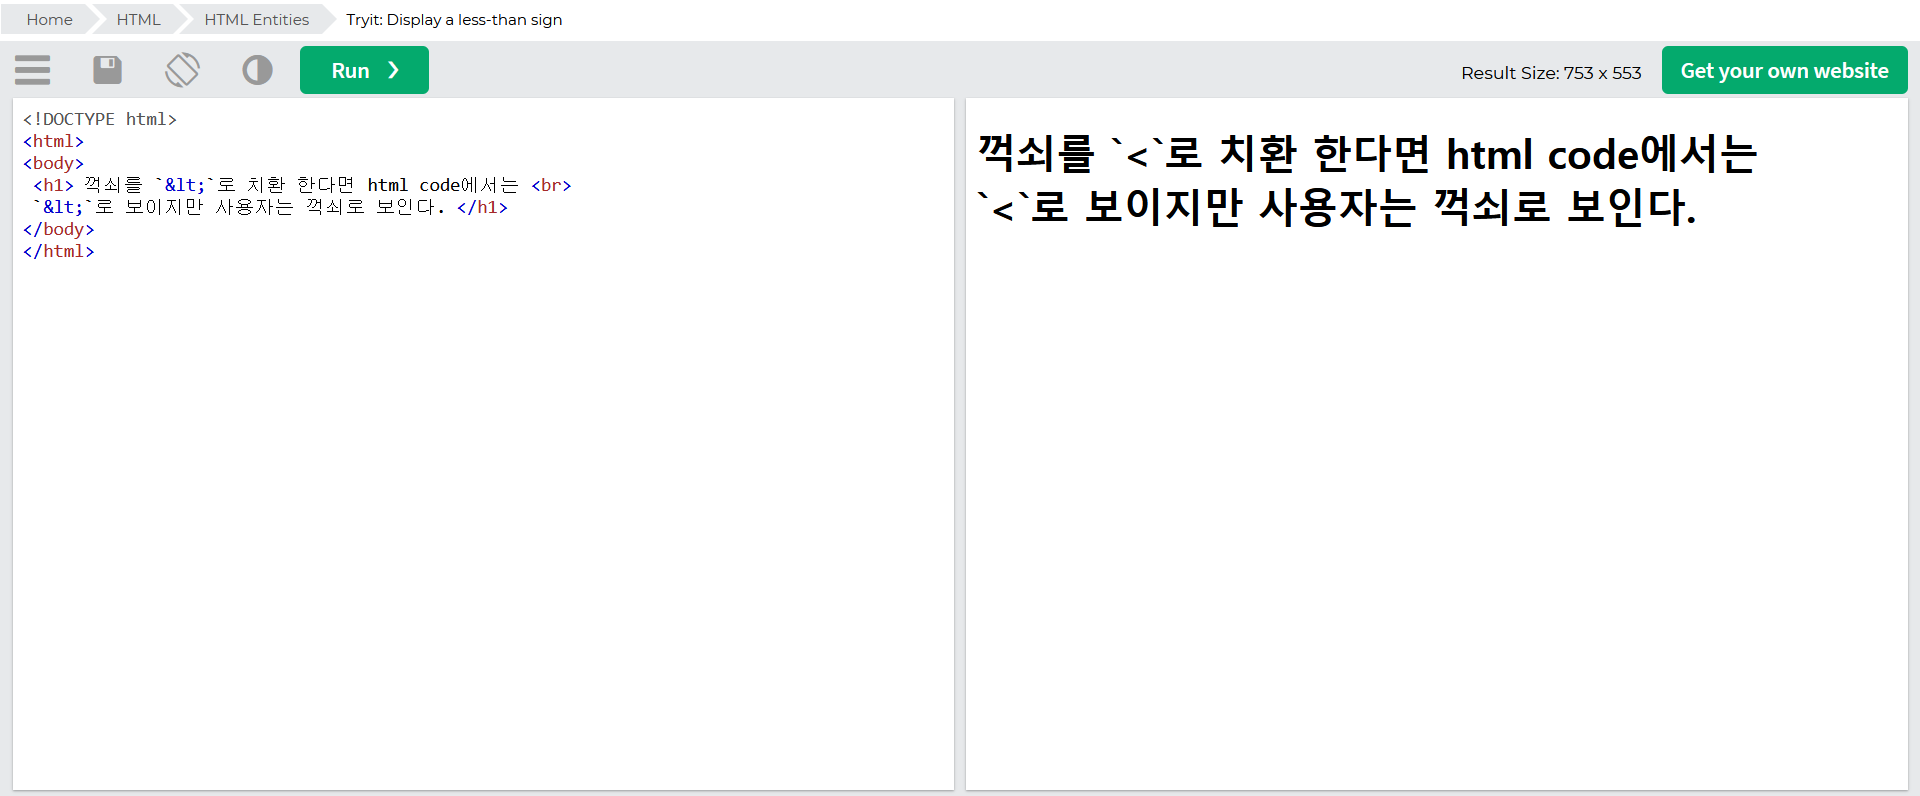 Home HTML HTML Entities Tryit: Display a less-than sign
Run ❯ Result Size: 753 x 553 Get your own website
<!DOCTYPE html>
<html>
<body>
<h1> 꺽쇠를 `&lt;`로 치환 한다면 html code에서는 <br>
`&lt;`로 보이지만 사용자는 꺽쇠로 보인다. </h1>
</body>
</html>
꺽쇠를 `<`로 치환 한다면 html code에서는
`<`로 보이지만 사용자는 꺽쇠로 보인다.